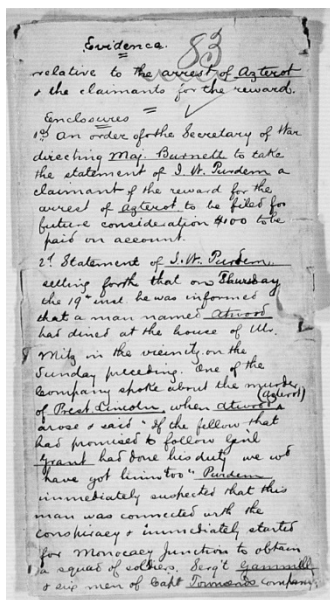 Evidence.
83
relative to the arrest of Azterot
& the claimants for the reward.
Enclosures
1st An order of the Secretary of War
directing Maj. Burnett to take
the statement of J. W. Purdem a
claimant of the reward for the
arrest of Azterot to be filed for
future consideration $100 to be
paid on account.
2d Statement of J. W. Purdem
setting forth that on Thursday
the 19th inst he was informed
that a man named Atwood
had dined at the house of Mr.
Mitz in the vicinity on the
Sunday preceding. One of the
Company spoke about the murder
of Prest Lincoln, when Atwood
(Azterot)
arose & said "If the fellow that
had promised to follow Genl
Grant had done his duty we wd
have got him too" Purdem
immediately suspected that this
man was connected with the
conspiracy & immediately started
for Monocacy Junction to obtain
a squad of soldiers. Serg't Gammell
& six men of Capt Townsends Company